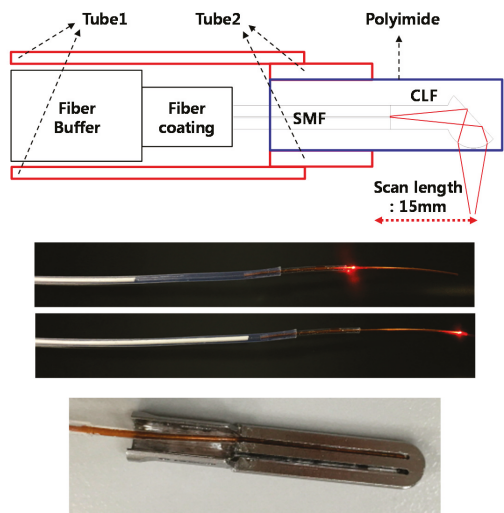 Tube1
Tube2
Polyimide
Fiber
Buffer
Fiber
coating
SMF
CLF
Scan length
: 15mm